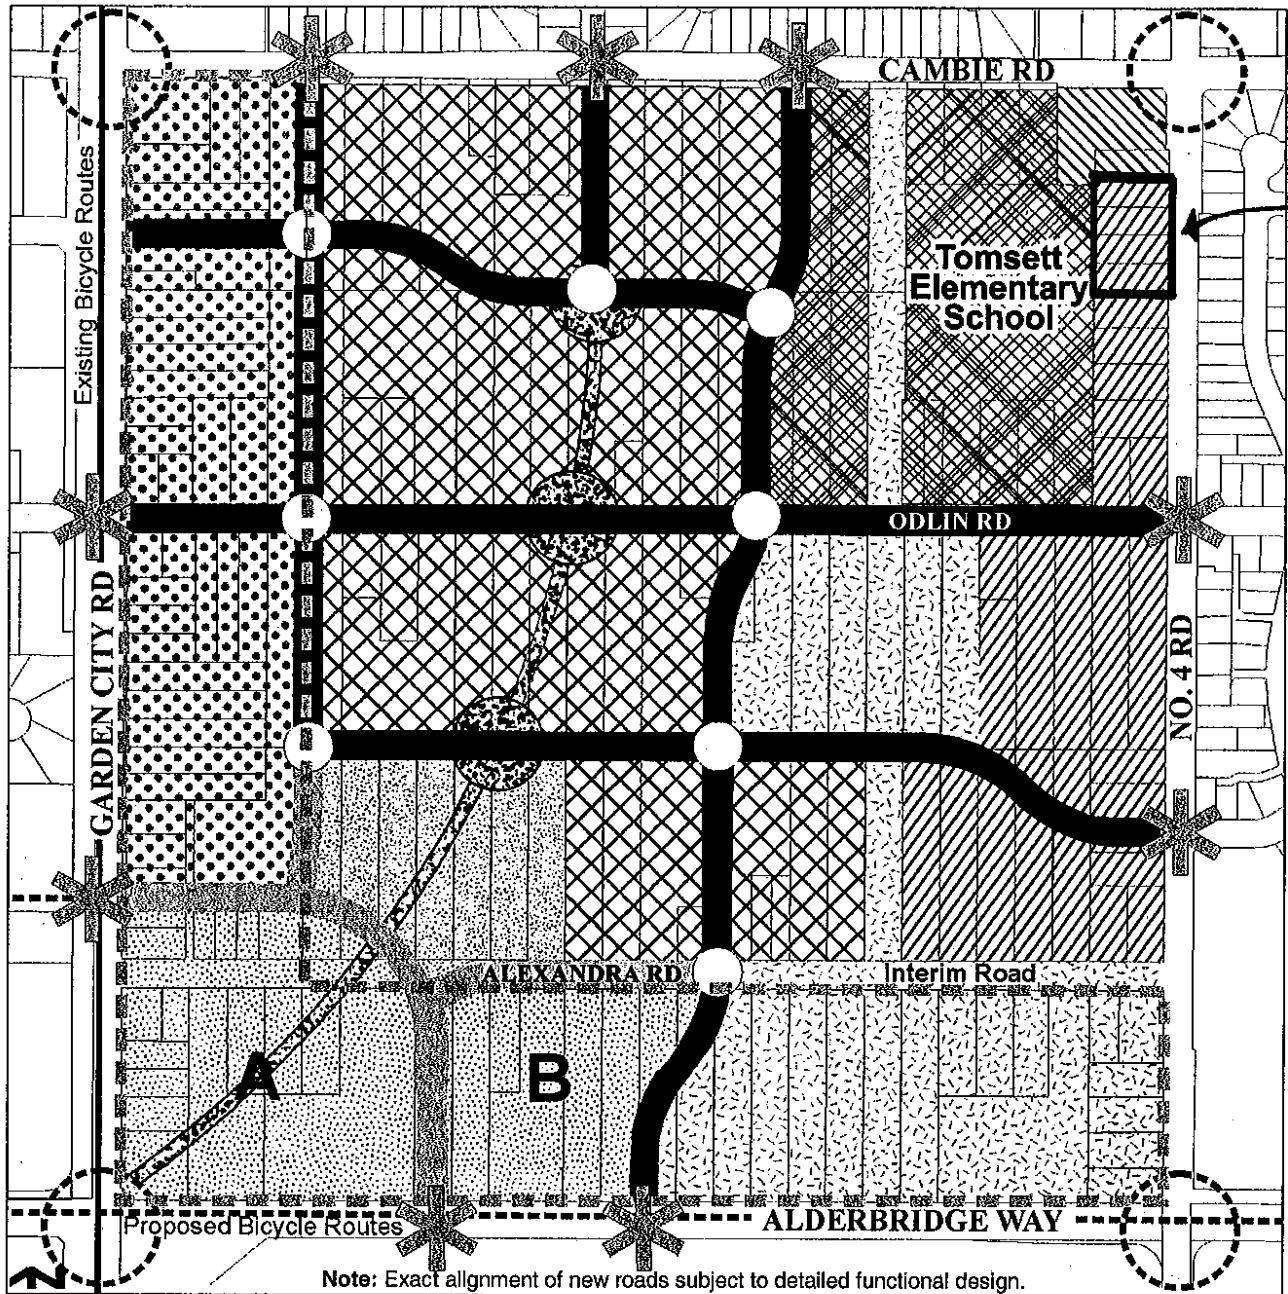 CAMBIE RD
Existing Bicycle Routes
Tomsett
Elementary
School
ODLIN RD
GARDEN CITY RD
NO. 4 RD
ALEXANDRA RD
Interim Road
A
B
Proposed Bicycle Routes
ALDERBRIDGE WAY
N
Note: Exact alignment of new roads subject to detailed functional design.